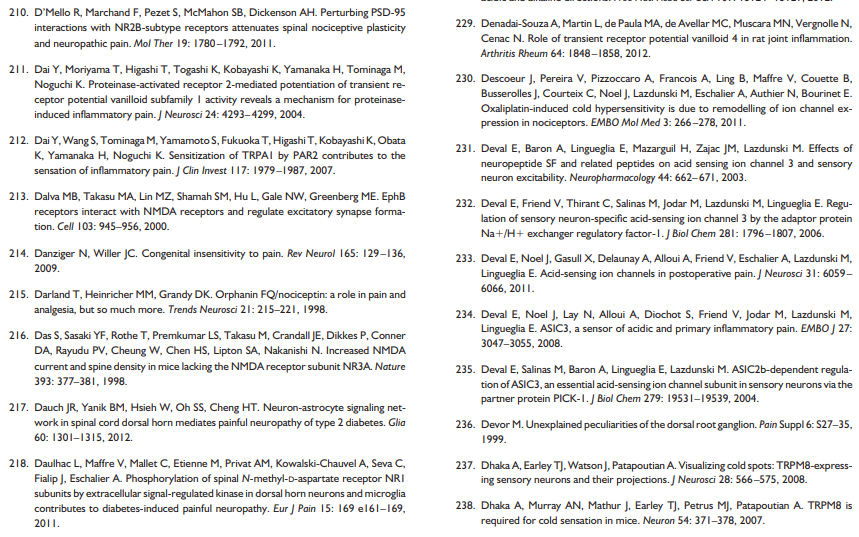 210. D'Mello R, Marchand F, Pezet S, McMahon SB, Dickenson AH. Perturbing PSD-95
interactions with NR2B-subtype receptors attenuates spinal nociceptive plasticity
and neuropathic pain. Mol Ther 19: 1780–1792, 2011.
211. Dai Y, Moriyama T, Higashi T, Togashi K, Kobayashi K, Yamanaka H, Tominaga M,
Noguchi K. Proteinase-activated receptor 2-mediated potentiation of transient re-
ceptor potential vanilloid subfamily 1 activity reveals a mechanism for proteinase-
induced inflammatory pain. J Neurosci 24: 4293–4299, 2004.
212. Dai Y, Wang S, Tominaga M, Yamamoto S, Fukuoka T, Higashi T, Kobayashi K, Obata
K, Yamanaka H, Noguchi K. Sensitization of TRPA1 by PAR2 contributes to the
sensation of inflammatory pain. J Clin Invest 117: 1979–1987, 2007.
213. Dalva MB, Takasu MA, Lin MZ, Shamah SM, Hu L, Gale NW, Greenberg ME. EphB
receptors interact with NMDA receptors and regulate excitatory synapse forma-
tion. Cell 103: 945–956, 2000.
214. Danziger N, Willer JC. Congenital insensitivity to pain. Rev Neurol 165: 129–136,
2009.
215. Darland T, Heinricher MM, Grandy DK. Orphanin FQ/nociceptin: a role in pain and
analgesia, but so much more. Trends Neurosci 21: 215–221, 1998.
216. Das S, Sasaki YF, Rothe T, Premkumar LS, Takasu M, Crandall JE, Dikkes P, Conner
DA, Rayudu PV, Cheung W, Chen HS, Lipton SA, Nakanishi N. Increased NMDA
current and spine density in mice lacking the NMDA receptor subunit NR3A. Nature
393: 377–381, 1998.
217. Dauch JR, Yanik BM, Hsieh W, Oh SS, Cheng HT. Neuron-astrocyte signaling net-
work in spinal cord dorsal horn mediates painful neuropathy of type 2 diabetes. Glia
60: 1301–1315, 2012.
218. Daulhac L, Maffre V, Mallet C, Etienne M, Privat AM, Kowalski-Chauvel A, Seva C,
Fialip J, Eschalier A. Phosphorylation of spinal N-methyl-D-aspartate receptor NR1
subunits by extracellular signal-regulated kinase in dorsal horn neurons and microglia
contributes to diabetes-induced painful neuropathy. Eur J Pain 15: 169 e161–169,
2011.
229. Denadai-Souza A, Martin L, de Paula MA, de Avellar MC, Muscara MN, Vergnolle N,
Cenac N. Role of transient receptor potential vanilloid 4 in rat joint inflammation.
Arthritis Rheum 64: 1848–1858, 2012.
230. Descoeur J, Pereira V, Pizzoccaro A, Francois A, Ling B, Maffre V, Couette B,
Busserolles J, Courteix C, Noel J, Lazdunski M, Eschalier A, Authier N, Bourinet E.
Oxaliplatin-induced cold hypersensitivity is due to remodelling of ion channel ex-
pression in nociceptors. EMBO Mol Med 3: 266–278, 2011.
231. Deval E, Baron A, Lingueglia E, Mazarguil H, Zajac JM, Lazdunski M. Effects of
neuropeptide SF and related peptides on acid sensing ion channel 3 and sensory
neuron excitability. Neuropharmacology 44: 662–671, 2003.
232. Deval E, Friend V, Thirant C, Salinas M, Jodar M, Lazdunski M, Lingueglia E. Regu-
lation of sensory neuron-specific acid-sensing ion channel 3 by the adaptor protein
Na+/H+ exchanger regulatory factor-1. J Biol Chem 281: 1796–1807, 2006.
233. Deval E, Noel J, Gasull X, Delaunay A, Alloui A, Friend V, Eschalier A, Lazdunski M,
Lingueglia E. Acid-sensing ion channels in postoperative pain. J Neurosci 31: 6059–
6066, 2011.
234. Deval E, Noel J, Lay N, Alloui A, Diochot S, Friend V, Jodar M, Lazdunski M,
Lingueglia E. ASIC3, a sensor of acidic and primary inflammatory pain. EMBO J 27:
3047–3055, 2008.
235. Deval E, Salinas M, Baron A, Lingueglia E, Lazdunski M. ASIC2b-dependent regula-
tion of ASIC3, an essential acid-sensing ion channel subunit in sensory neurons via the
partner protein PICK-1. J Biol Chem 279: 19531–19539, 2004.
236. Devor M. Unexplained peculiarities of the dorsal root ganglion. Pain Suppl 6: S27–35,
1999.
237. Dhaka A, Earley TJ, Watson J, Patapoutian A. Visualizing cold spots: TRPM8-express-
ing sensory neurons and their projections. J Neurosci 28: 566–575, 2008.
238. Dhaka A, Murray AN, Mathur J, Earley TJ, Petrus MJ, Patapoutian A. TRPM8 is
required for cold sensation in mice. Neuron 54: 371–378, 2007.